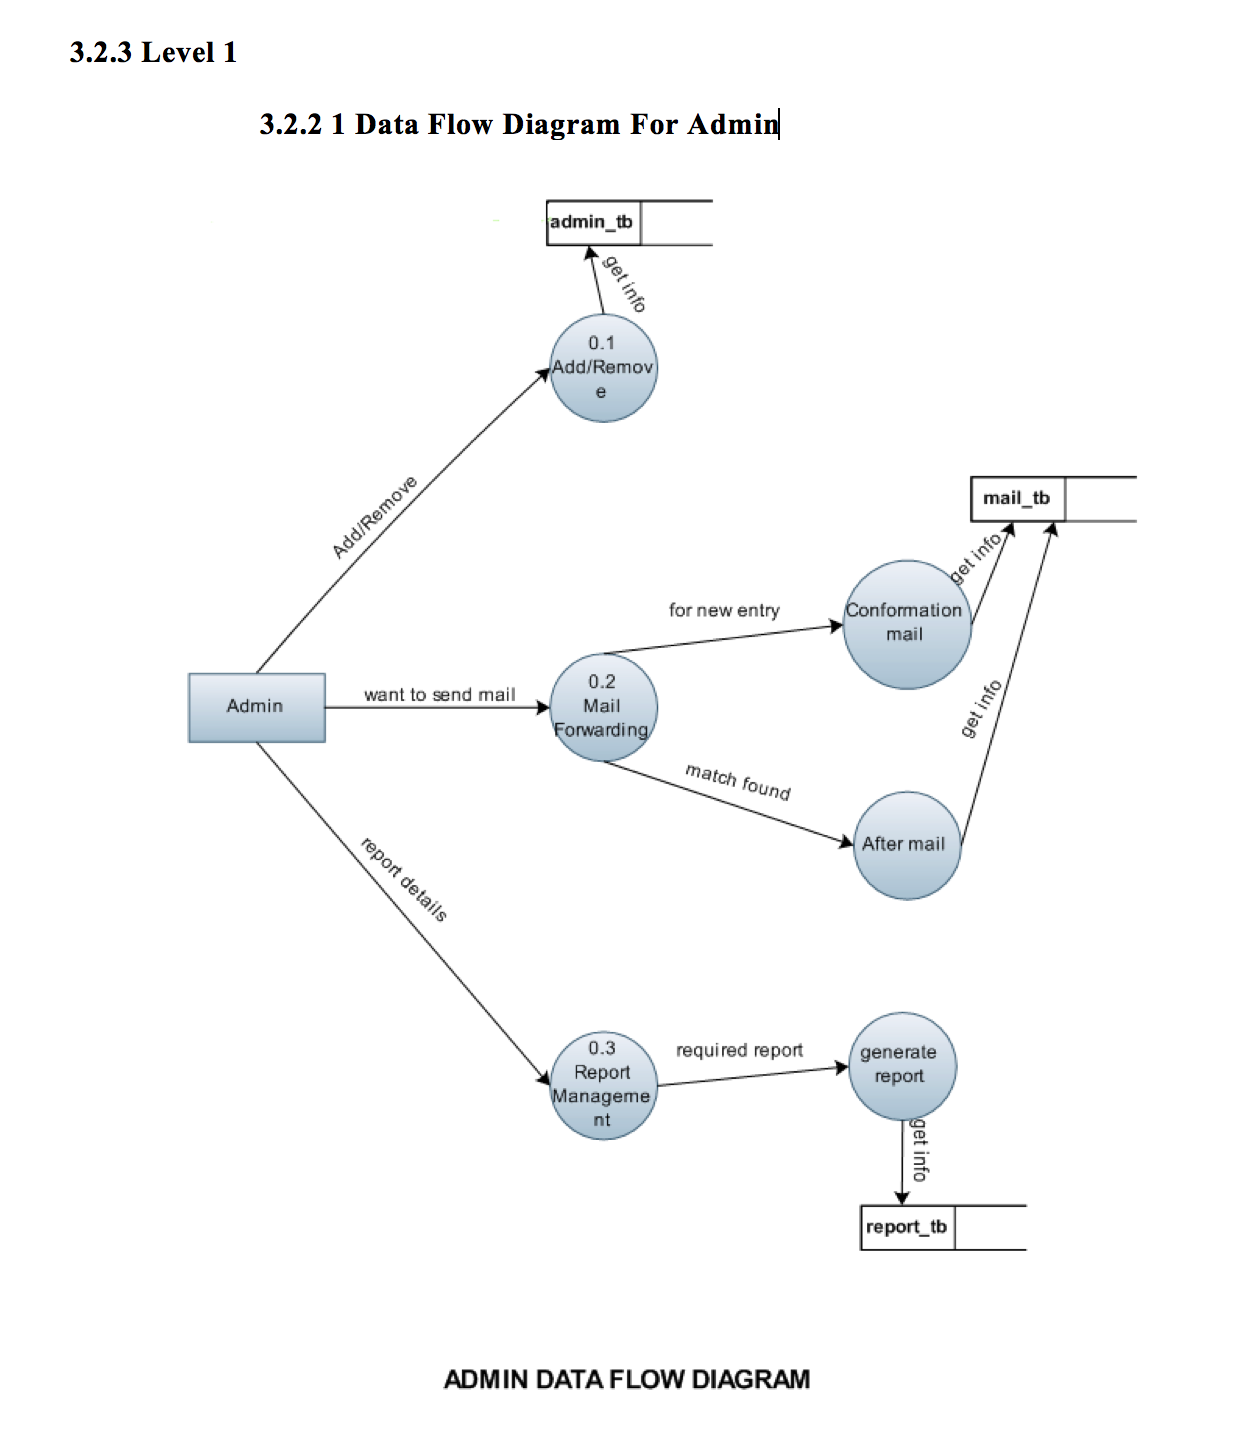 3.2.3 Level 1
3.2.2 1 Data Flow Diagram For Admin
admin_tb
get info
0.1
Add/Remov
e
Add/Remove
mail_tb
get info
for new entry
Conformation
mail
want to send mail
Admin
0.2
Mail
Forwarding
get info
match found
After mail
report details
0.3
Report
Manageme
nt
required report
generate
report
get info
report_tb
ADMIN DATA FLOW DIAGRAM